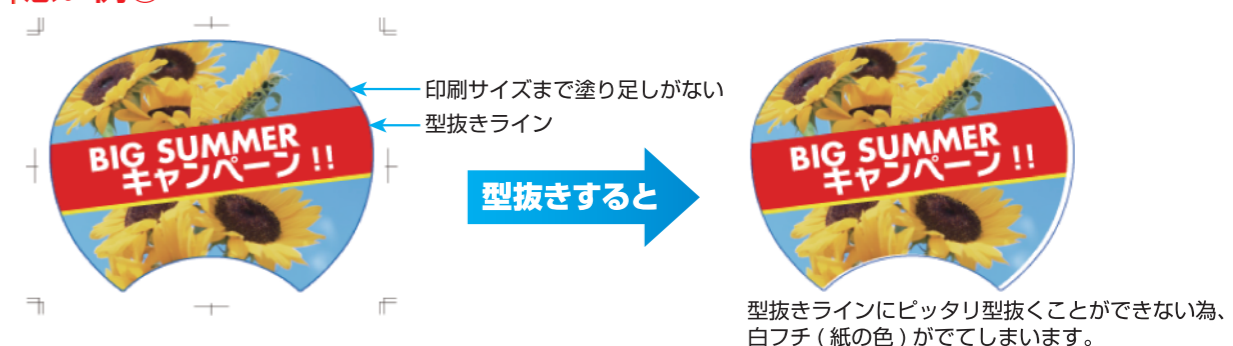 印刷サイズまで塗り足しがない
型抜きライン
BIG SUMMER
キャンペーン !!
型抜きすると
BIG SUMMER
キャンペーン !!
型抜きラインにピッタリ型抜くことができない為、
白フチ ( 紙の色 ) がでてしまいます。